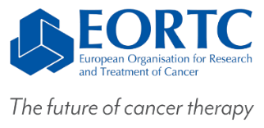 EORTC
European Organisation for Research
and Treatment of Cancer
The future of cancer therapy